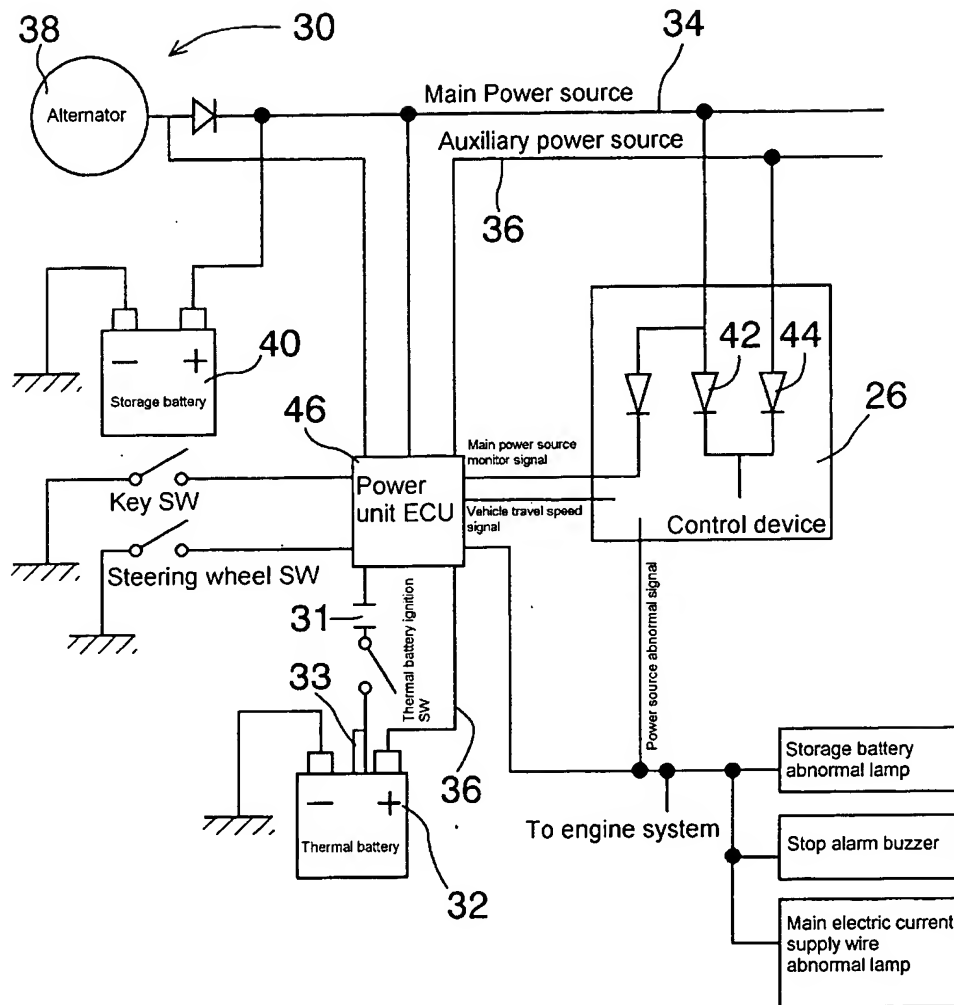 38
30
34
Alternator
Main Power source
Auxiliary power source
36
42
44
40
26
Storage battery
46
Main power source
monitor signal
Power
unit ECU
Vehicle travel speed
signal
Key SW
Control device
Steering wheel SW
31
Thermal battery ignition
SW
Power source abnormal signal
33
36
Storage battery
abnormal lamp
To engine system
Thermal battery
32
Stop alarm buzzer
Main electric current
supply wire
abnormal lamp